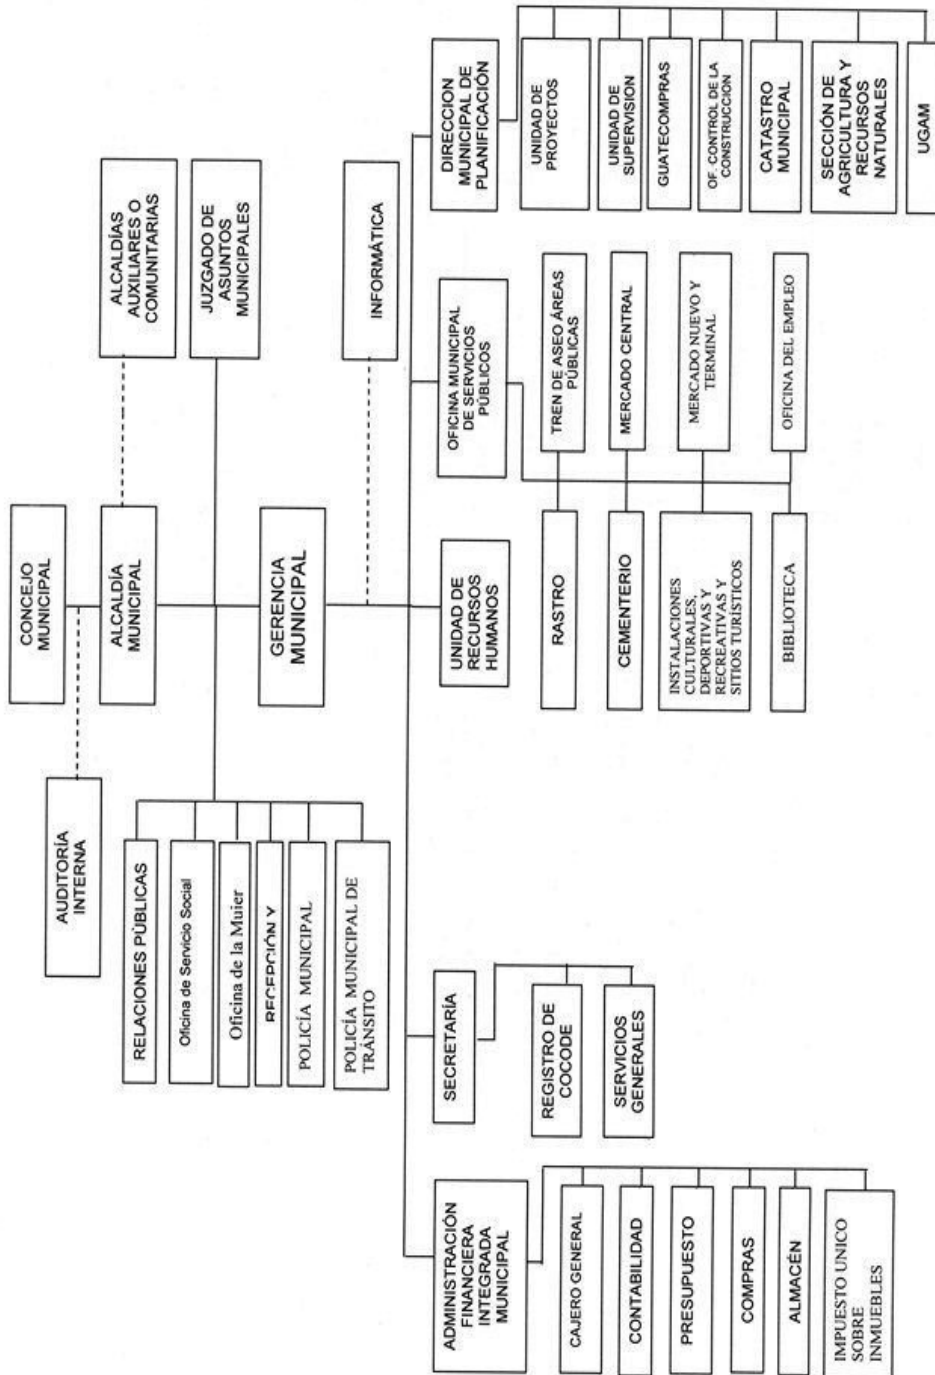 CONCEJO
MUNICIPAL
AUDITORÍA
INTERNA
ALCALDÍA
MUNICIPAL
ALCALDÍAS
AUXILIARES O
COMUNITARIAS
JUZGADO DE
ASUNTOS
MUNICIPALES
RELACIONES PÚBLICAS
Oficina de Servicio Social
Oficina de la Mujer
RECEPCIÓN Y
POLICÍA MUNICIPAL
POLICÍA MUNICIPAL DE
TRÁNSITO
GERENCIA
MUNICIPAL
INFORMÁTICA
ADMINISTRACIÓN
FINANCIERA
INTEGRADA
MUNICIPAL
CAJERO GENERAL
CONTABILIDAD
PRESUPUESTO
COMPRAS
ALMACÉN
IMPUESTO UNICO
SOBRE
INMUEBLES
SECRETARÍA
REGISTRO DE
COCODE
SERVICIOS
GENERALES
UNIDAD DE
RECURSOS
HUMANOS
OFICINA MUNICIPAL
DE SERVICIOS
PÚBLICOS
RASTRO
TREN DE ASEO ÁREAS
PÚBLICAS
CEMENTERIO
MERCADO CENTRAL
INSTALACIONES
CULTURALES,
DEPORTIVAS Y
RECREATIVAS Y
SITIOS TURÍSTICOS
MERCADO NUEVO Y
TERMINAL
BIBLIOTECA
OFICINA DEL EMPLEO
DIRECCION
MUNICIPAL DE
PLANIFICACIÓN
UNIDAD DE
PROYECTOS
UNIDAD DE
SUPERVISION
GUATECOMPRAS
OF. CONTROL DE LA
CONSTRUCCION
CATASTRO
MUNICIPAL
SECCIÓN DE
AGRICULTURA Y
RECURSOS
NATURALES
UGAM